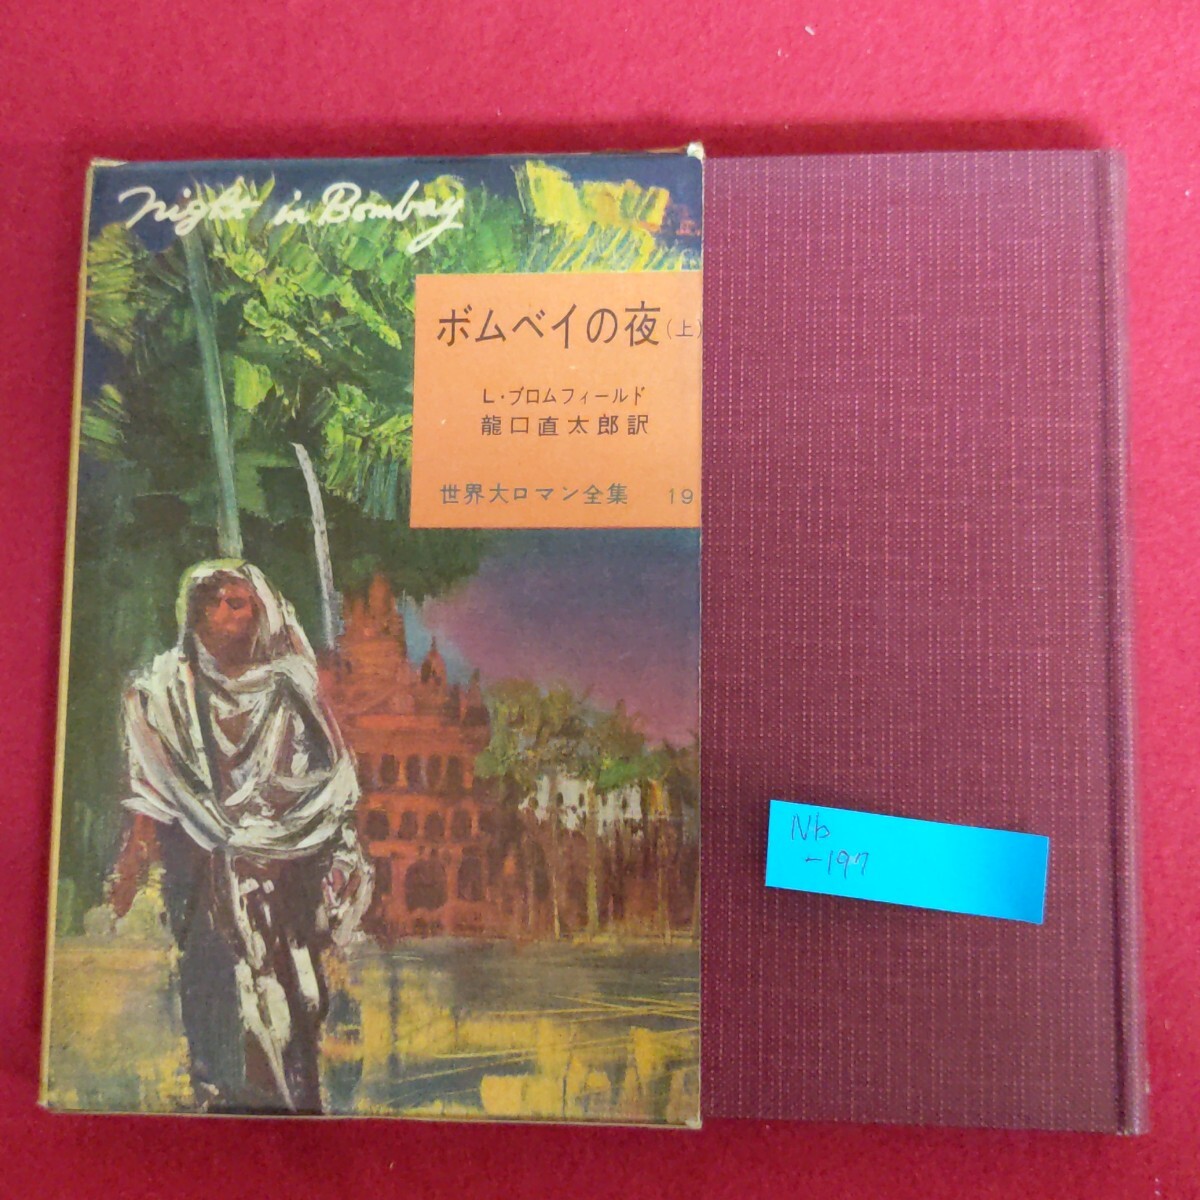 Night in Bombay
ボムベイの夜(上)
L・ブロムフィールド
龍口直太郎訳
世界大ロマン全集 19
Nb
-197